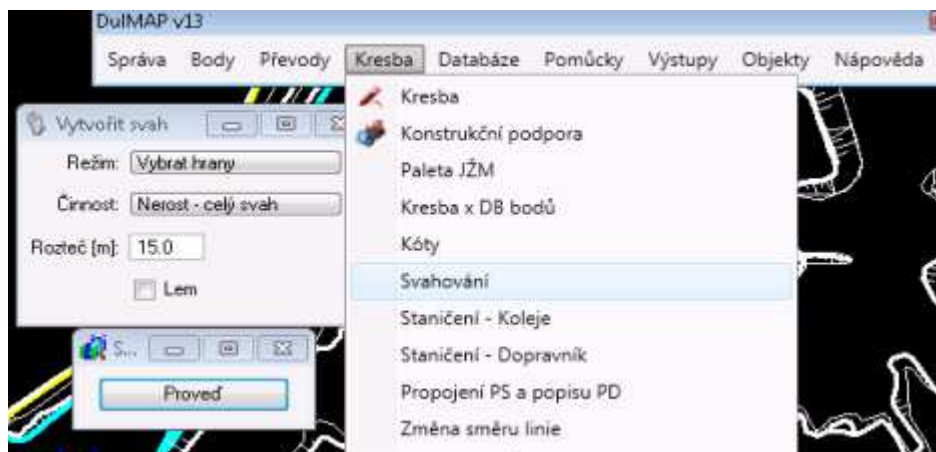 DulMAP v13
Správa Body Převody Kresba Databáze Pomůcky Výstupy Objekty Nápověda
Vytvořit svah
Režim: Vybrat hrany
Činnost: Nerost - celý svah
Rozteč [m]: 15.0
Lem
S...
Proveď
Kresba
Konstrukční podpora
Paleta JŽM
Kresba x DB bodů
Kóty
Svahování
Staničení - Koleje
Staničení - Dopravník
Propojení PS a popisu PD
Změna směru linie